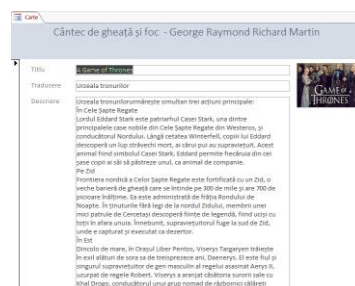 Carte
Cântec de gheață și foc - George Raymond Richard Martin
Titlu
A Game of Thrones
Traducere
Urzeala tronurilor
Descriere
Urzeala tronurilorurmărește simultan trei acțiuni principale:
În Cele Șapte Regate
Lordul Eddard Stark este patriarhul Casei Stark, una dintre
principalele case nobile din Cele Șapte Regate din Westeros, și
conducătorul Nordului. Lângă cetatea Winterfell, copiii lui Eddard
descoperă un lup străvechi mort, ai cărui pui au supraviețuit. Acest
animal fiind simbolul Casei Stark, Eddard permite fiecăruia din cei
șase copii ai săi să păstreze unul, ca animal de companie.
Pe Zid
Frontiera nordică a Celor Șapte Regate este fortificată cu un Zid, o
veche barieră de gheață care se întinde pe 300 de mile și are 700 de
picioare înălțime. Ea este administrată de frăția Rondului de
Noapte. În ținuturile fără legi de la nordul Zidului, membrii unei
mici patrule de Cercetași descoperă ființe de legendă, fiind uciși cu
toții în afara unuia. Înnebunit, supraviețuitorul fuge la sud de Zid,
unde e capturat și executat ca dezertor.
În Est
Dincolo de mare, în Orașul Liber Pentos, Viserys Targaryen trăiește
în exil alături de sora sa de treisprezece ani, Daenerys. El este fiul și
singurul supraviețuitor de gen masculin al regelui asasinat Aerys II,
uzurpat de regele Robert. Viserys a aranjat căsătoria surorii sale cu
Khal Drogo, conducătorul unui grup nomad de războinici călăreți
GAME OF
THRONES